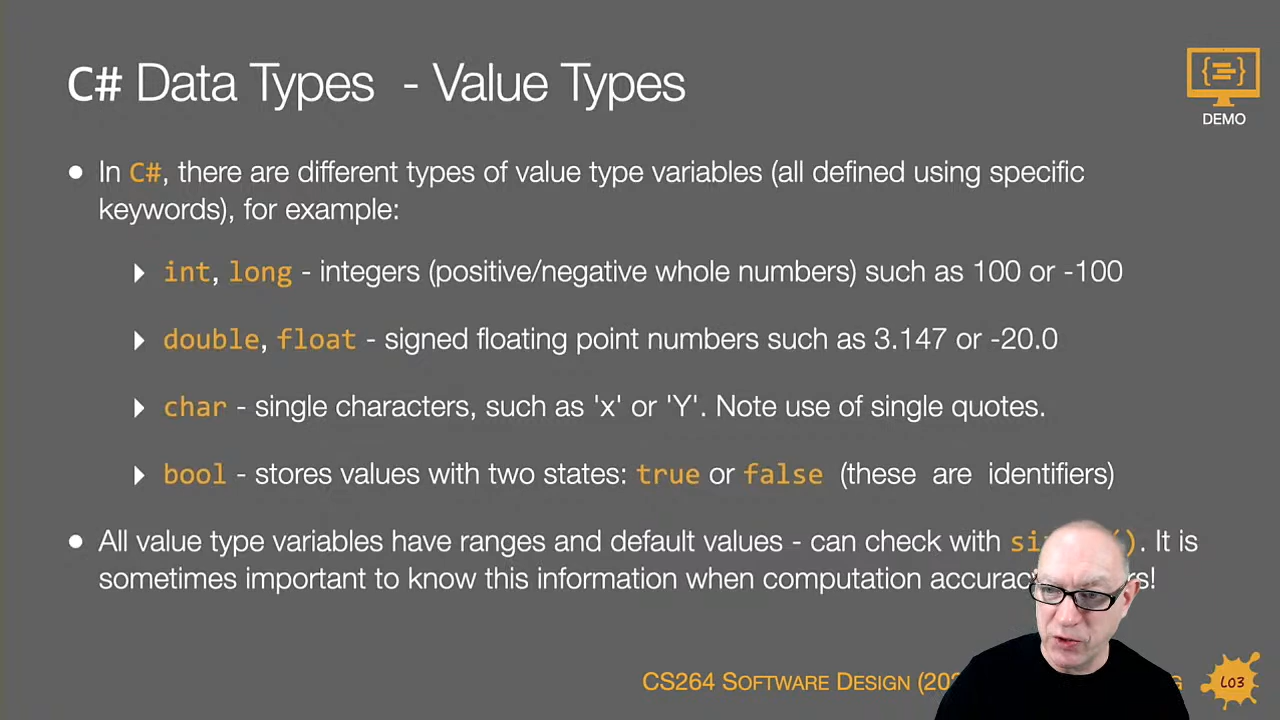 C# Data Types - Value Types
DEMO
• In C#, there are different types of value type variables (all defined using specific
keywords), for example:
int, long - integers (positive/negative whole numbers) such as 100 or -100
double, float - signed floating point numbers such as 3.147 or -20.0
char - single characters, such as 'x' or 'Y'. Note use of single quotes.
bool - stores values with two states: true or false (these are identifiers)
• All value type variables have ranges and default values - can check with It is
sometimes important to know this information when computation
CS264 SOFTWARE DESIGN
L03